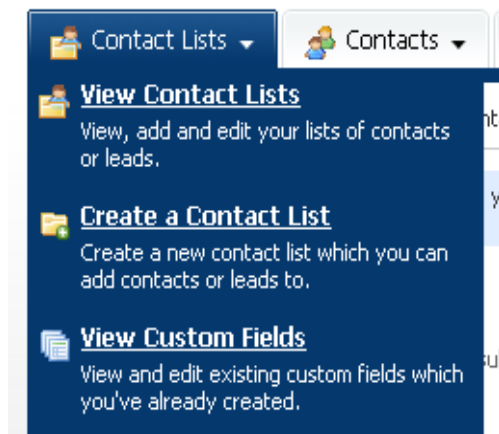 Contact Lists
Contacts
View Contact Lists
View, add and edit your lists of contacts
or leads.
Create a Contact List
Create a new contact list which you can
add contacts or leads to.
View Custom Fields
View and edit existing custom fields which
you've already created.